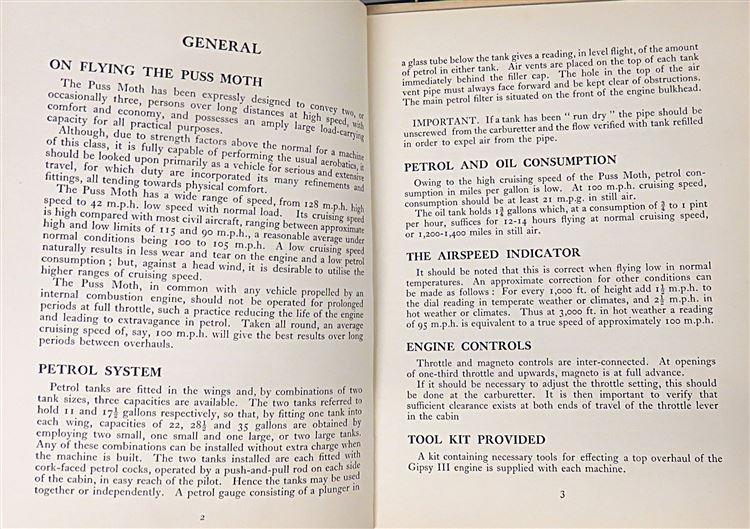 GENERAL
ON FLYING THE PUSS MOTH
The Puss Moth has been expressly designed to convey two, or
occasionally three, persons over long distances at high speed, with
comfort and economy, and possesses an amply large load-carrying
capacity for all practical purposes.
Although, due to strength factors above the normal for a machine
of this class, it is fully capable of performing the usual aerobatics, it
should be looked upon primarily as a vehicle for serious and extensive
travel, for which duty are incorporated its many refinements and
fittings, all tending towards physical comfort.
The Puss Moth has a wide range of speed, from 128 m.p.h. high
speed to 42 m.p.h. low speed with normal load. Its cruising speed
is high compared with most civil aircraft, ranging between approximate
high and low limits of 115 and 90 m.p.h., a reasonable average under
normal conditions being 100 to 105 m.p.h. A low cruising speed
naturally results in less wear and tear on the engine and a low petrol
consumption; but, against a head wind, it is desirable to utilise the
higher ranges of cruising speed.
The Puss Moth, in common with any vehicle propelled by an
internal combustion engine, should not be operated for prolonged
periods at full throttle, such a practice reducing the life of the engine
and leading to extravagance in petrol. Taken all round, an average
cruising speed of, say, 100 m.p.h. will give the best results over long
periods between overhauls.
PETROL SYSTEM
Petrol tanks are fitted in the wings and, by combinations of two
tank sizes, three capacities are available. The two tanks referred to
hold 11 and 17½ gallons respectively, so that, by fitting one tank into
each wing, capacities of 22, 28½ and 35 gallons are obtained by
employing two small, one small and one large, or two large tanks.
Any of these combinations can be installed without extra charge when
the machine is built. The two tanks installed are each fitted with
cork-faced petrol cocks, operated by a push-and-pull rod on each side
of the cabin, in easy reach of the pilot. Hence the tanks may be used
together or independently. A petrol gauge consisting of a plunger in
2
a glass tube below the tank gives a reading, in level flight, of the amount
of petrol in either tank. Air vents are placed on the top of each tank
immediately behind the filler cap. The hole in the top of the air
vent pipe must always face forward and be kept clear of obstructions.
The main petrol filter is situated on the front of the engine bulkhead.
IMPORTANT. If a tank has been "run dry" the pipe should be
unscrewed from the carburetter and the flow verified with tank refilled
in order to expel air from the pipe.
PETROL AND OIL CONSUMPTION
Owing to the high cruising speed of the Puss Moth, petrol con-
sumption in miles per gallon is low. At 100 m.p.h. cruising speed,
consumption should be at least 21 m.p.g. in still air.
The oil tank holds 1¾ gallons which, at a consumption of ¾ to 1 pint
per hour, suffices for 12-14 hours flying at normal cruising speed,
or 1,200-1,400 miles in still air.
THE AIRSPEED INDICATOR
It should be noted that this is correct when flying low in normal
temperatures. An approximate correction for other conditions can
be made as follows: For every 1,000 ft. of height add 1½ m.p.h. to
the dial reading in temperate weather or climates, and 2½ m.p.h. in
hot weather or climates. Thus at 3,000 ft. in hot weather a reading
of 95 m.p.h. is equivalent to a true speed of approximately 100 m.p.h.
ENGINE CONTROLS
Throttle and magneto controls are inter-connected. At openings
of one-third throttle and upwards, magneto is at full advance.
If it should be necessary to adjust the throttle setting, this should
be done at the carburetter. It is then important to verify that
sufficient clearance exists at both ends of travel of the throttle lever
in the cabin
TOOL KIT PROVIDED
A kit containing necessary tools for effecting a top overhaul of the
Gipsy III engine is supplied with each machine.
3